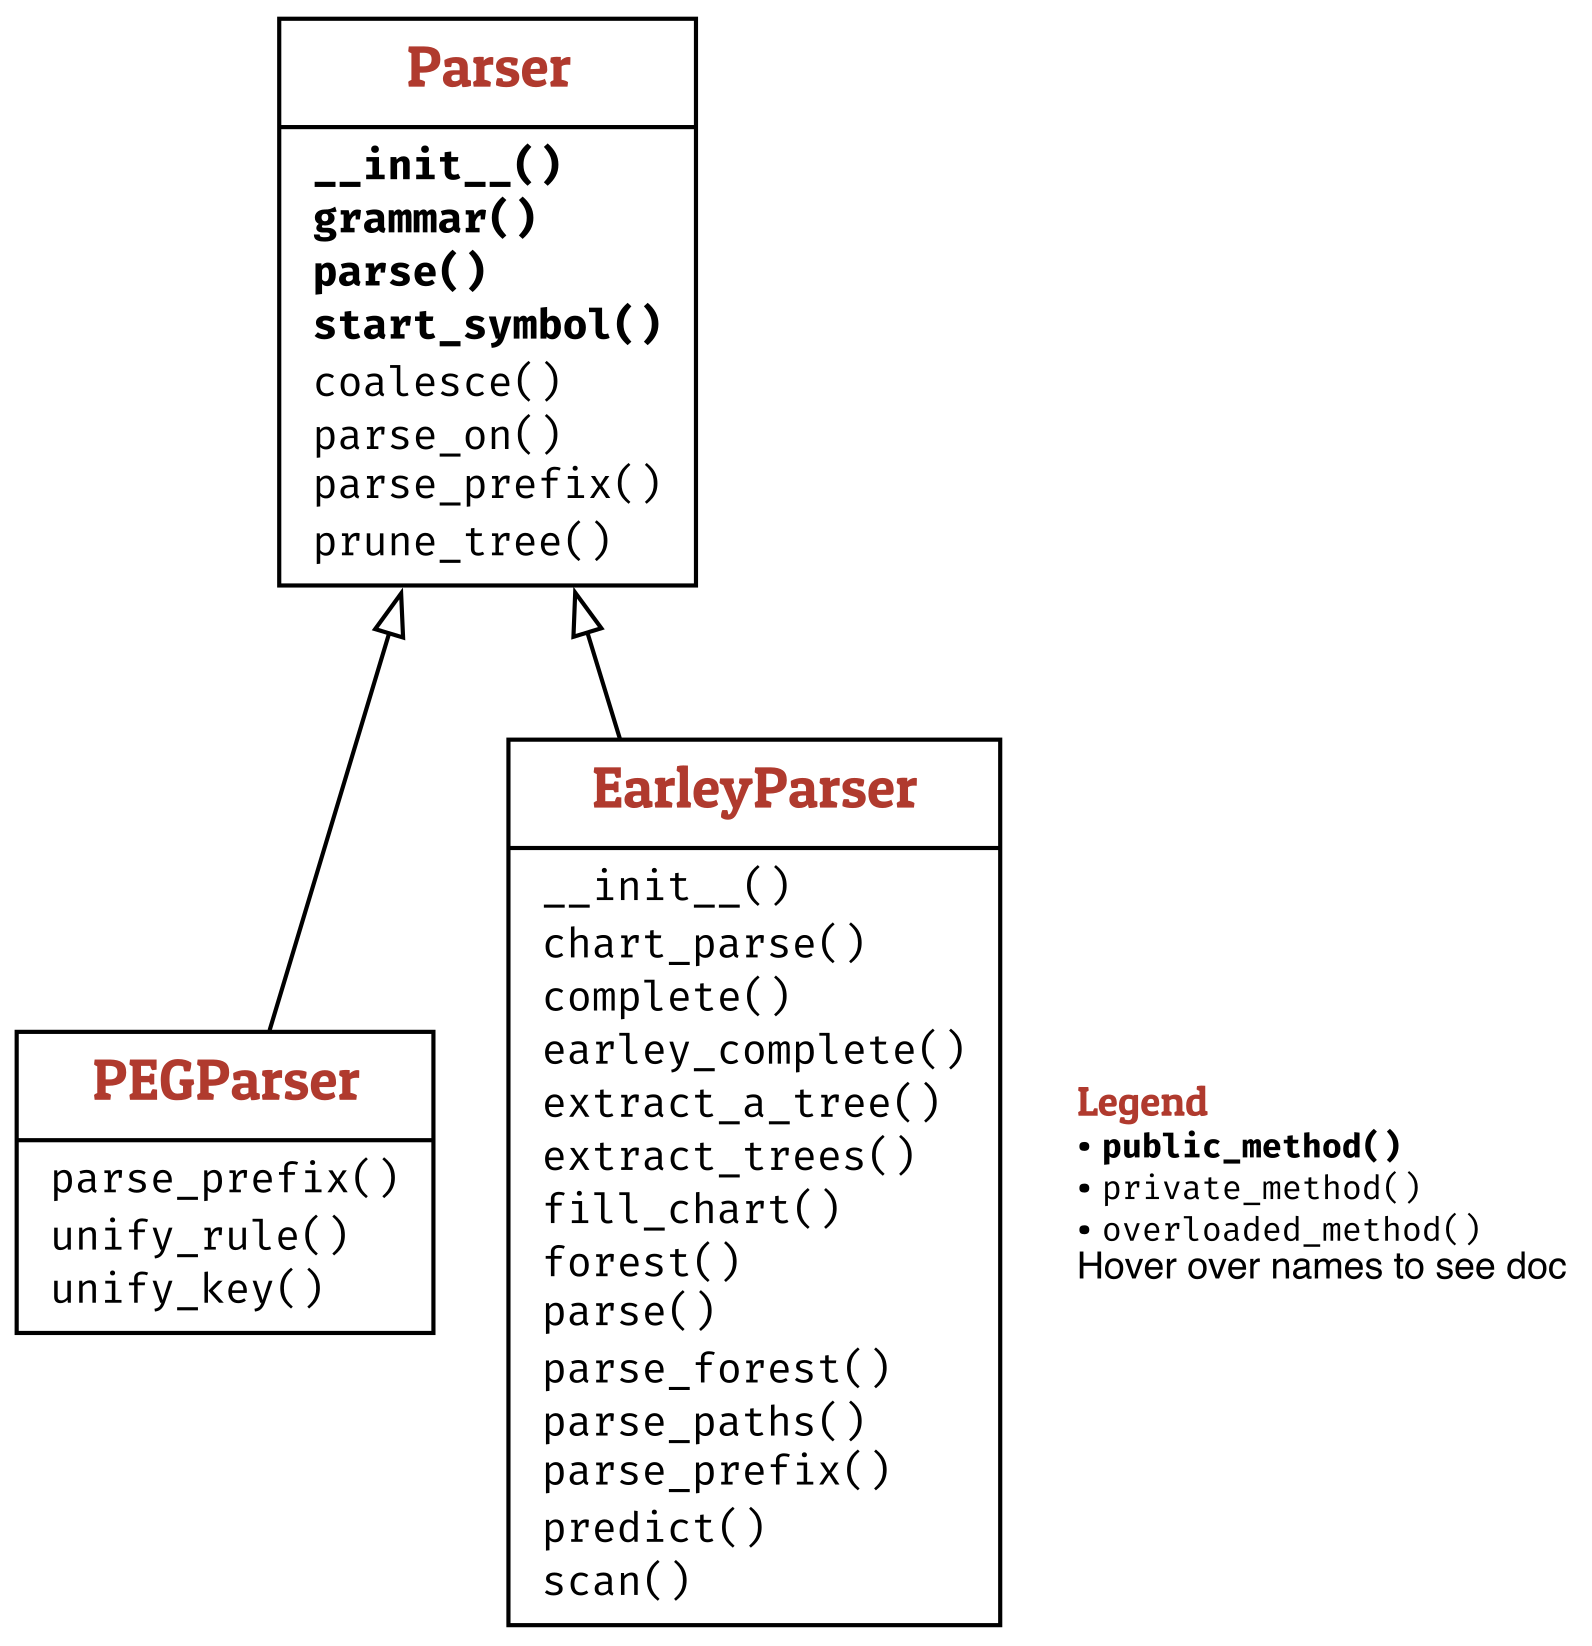 Parser
__init__()
grammar()
parse()
start_symbol()
coalesce()
parse_on()
parse_prefix()
prune_tree()
EarleyParser
__init__()
chart_parse()
complete()
earley_complete()
extract_a_tree()
extract_trees()
fill_chart()
forest()
parse()
parse_forest()
parse_paths()
parse_prefix()
predict()
scan()
PEGParser
parse_prefix()
unify_rule()
unify_key()
Legend
• public_method()
• private_method()
• overloaded_method()
Hover over names to see doc